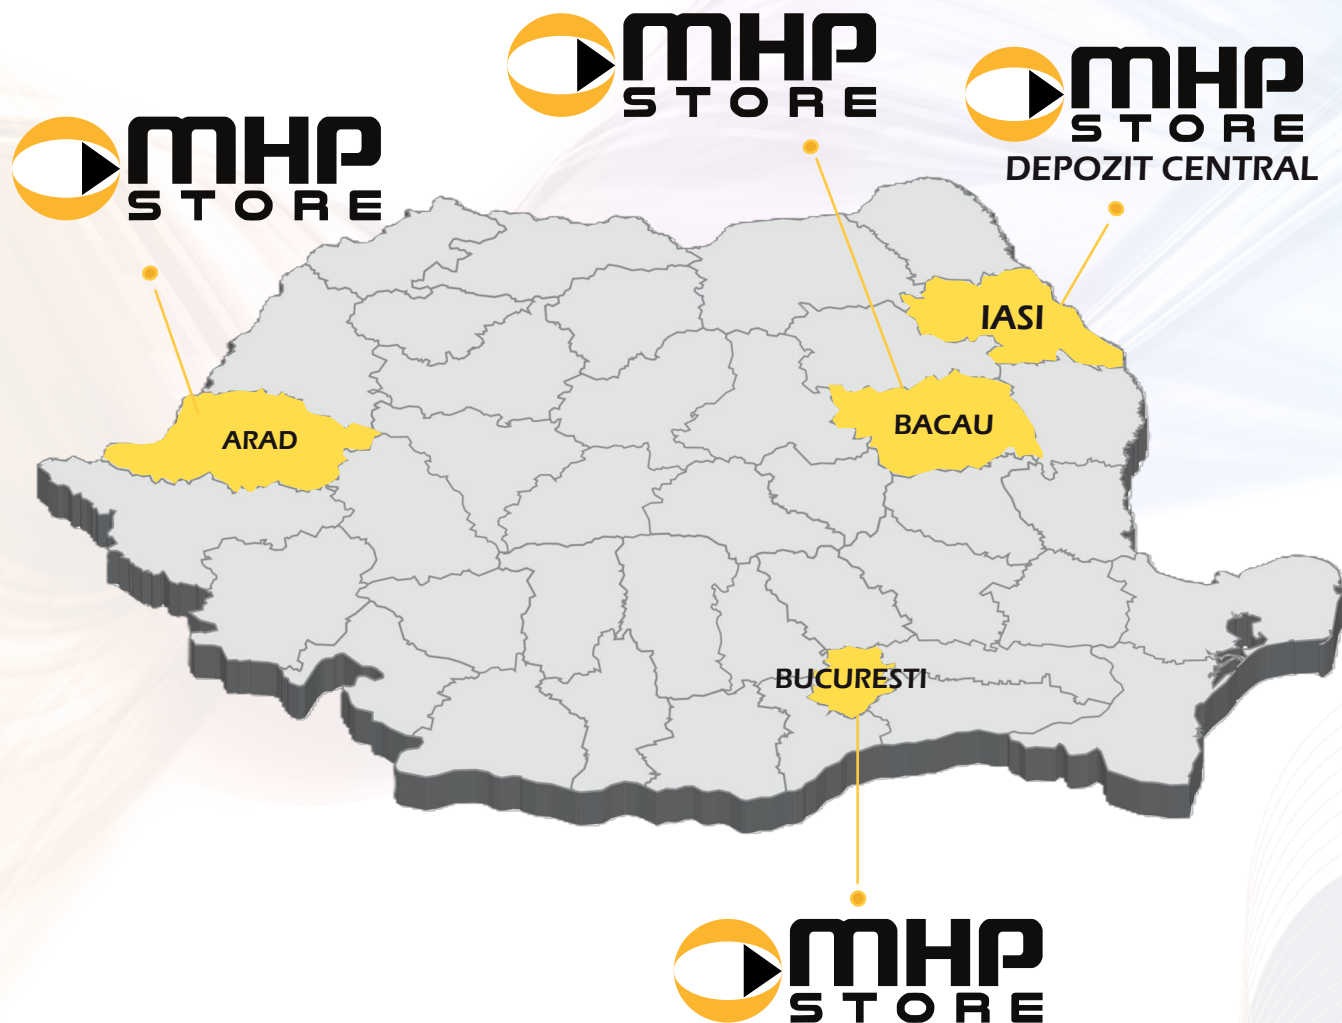 MHP
STORE
MHP
STORE
DEPOZIT CENTRAL
MHP
STORE
IASI
BACAU
ARAD
BUCURESTI
MHP
STORE